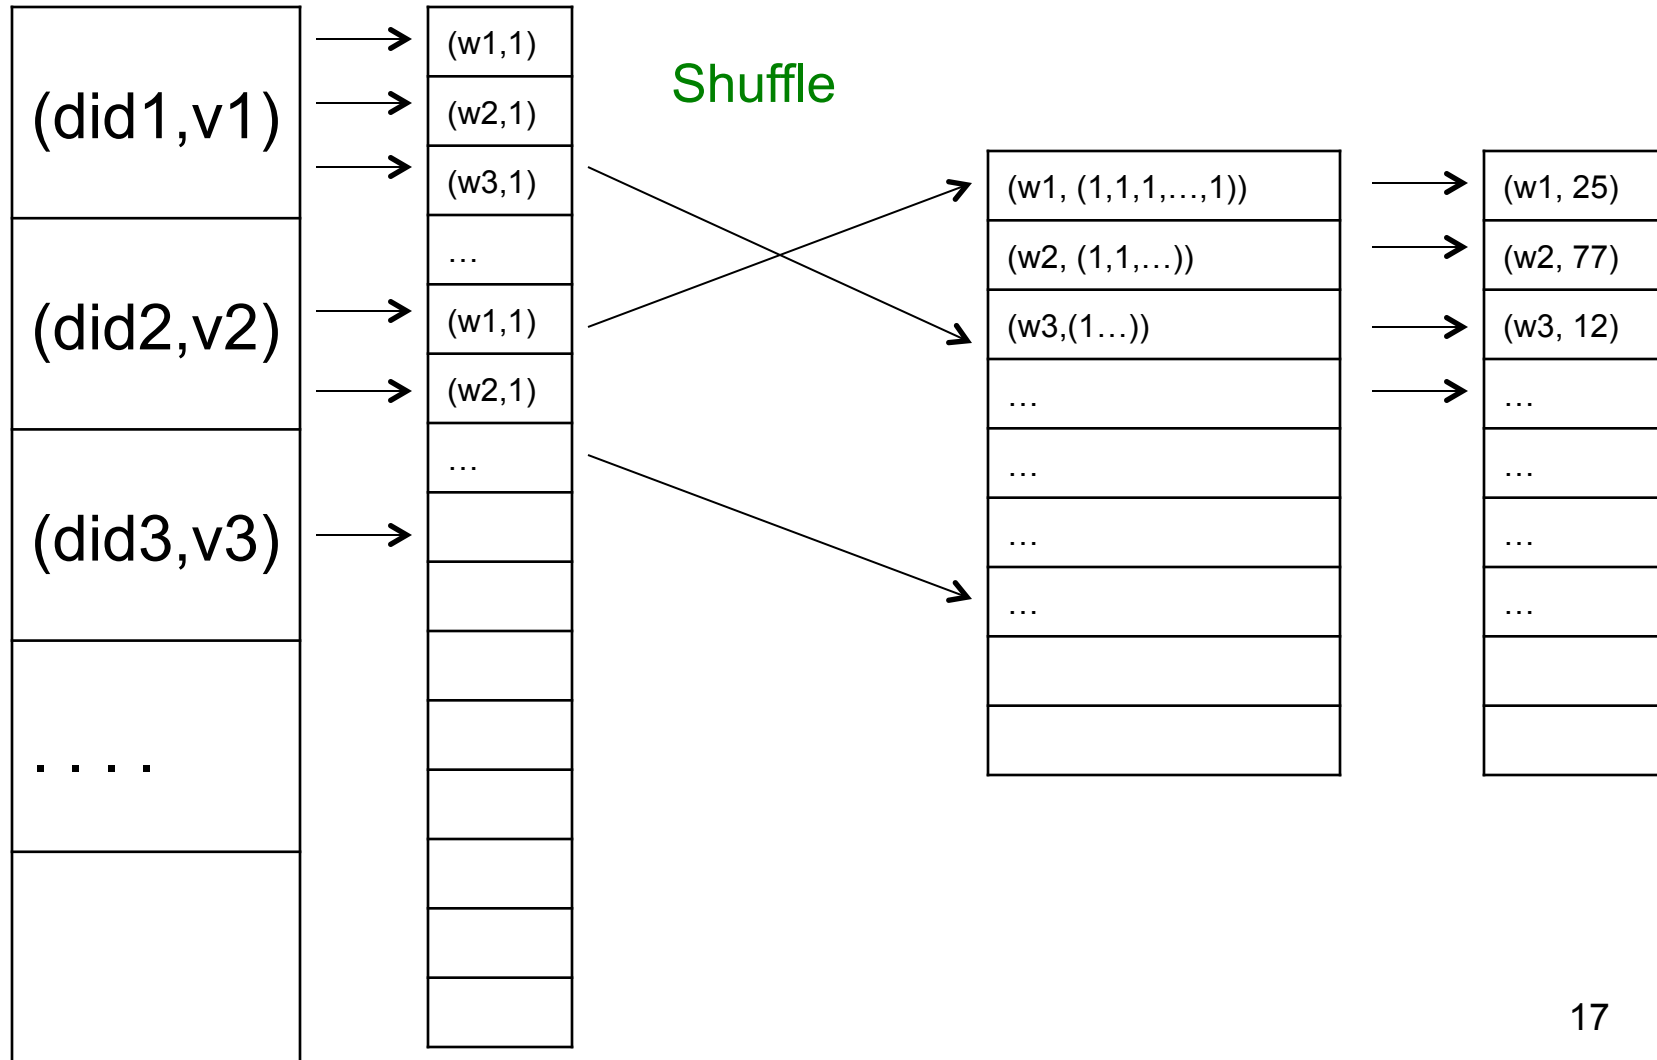 (did1,v1)
(did2,v2)
(did3,v3)
. . . .
(w1,1)
(w2,1)
(w3,1)
…
(w1,1)
(w2,1)
…
Shuffle
(w1, (1,1,1,…,1))
(w2, (1,1,…))
(w3,(1…))
…
…
…
…
(w1, 25)
(w2, 77)
(w3, 12)
…
…
…
…
17